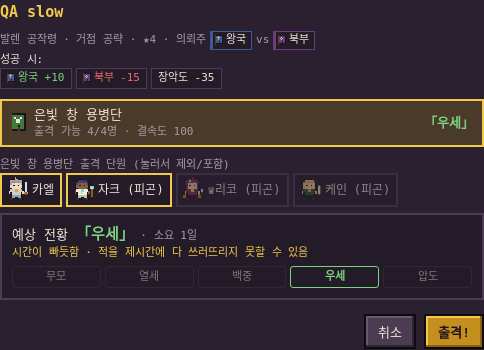 QA slow
발렌 공작령 · 거점 공략 · ★4 · 의뢰주 왕국 vs 북부
성공 시:
왕국 +10 북부 -15 장악도 -35
은빛 창 용병단
출격 가능 4/4명 · 결속도 100
「우세」
은빛 창 용병단 출격 단원 (눌러서 제외/포함)
카엘 자크 (피곤) ♛리코 (피곤) 케인 (피곤)
예상 전황 「우세」 · 소요 1일
시간이 빠듯함 · 적을 제시간에 다 쓰러뜨리지 못할 수 있음
무모 열세 백중 우세 압도
취소 출격!